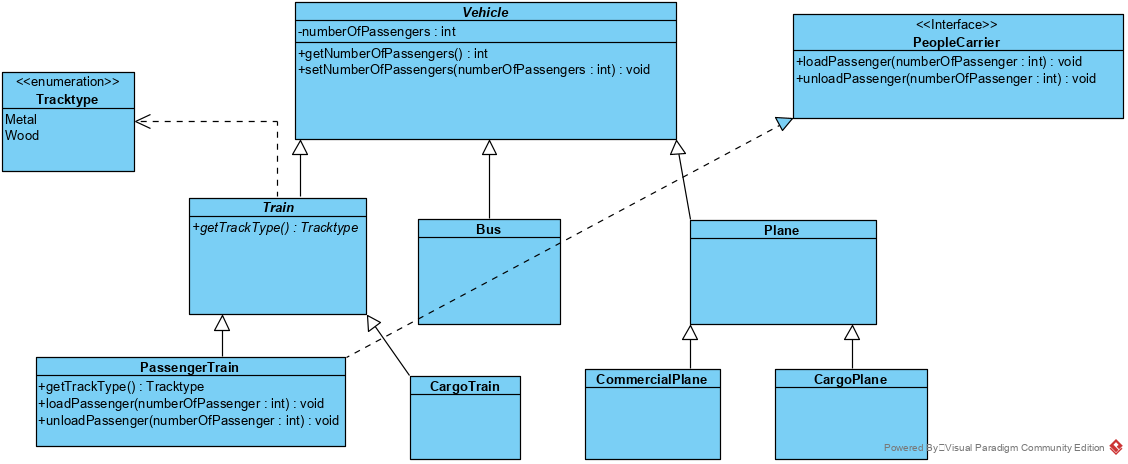 Vehicle
-numberOfPassengers : int
+getNumberOfPassengers() : int
+setNumberOfPassengers(numberOfPassengers : int) : void
<<Interface>>
PeopleCarrier
+loadPassenger(numberOfPassenger : int) : void
+unloadPassenger(numberOfPassenger : int) : void
<<enumeration>>
Tracktype
Metal
Wood
Train
+getTrackType() : Tracktype
Bus
Plane
PassengerTrain
+getTrackType() : Tracktype
+loadPassenger(numberOfPassenger : int) : void
+unloadPassenger(numberOfPassenger : int) : void
CargoTrain
CommercialPlane
CargoPlane
Powered By Visual Paradigm Community Edition